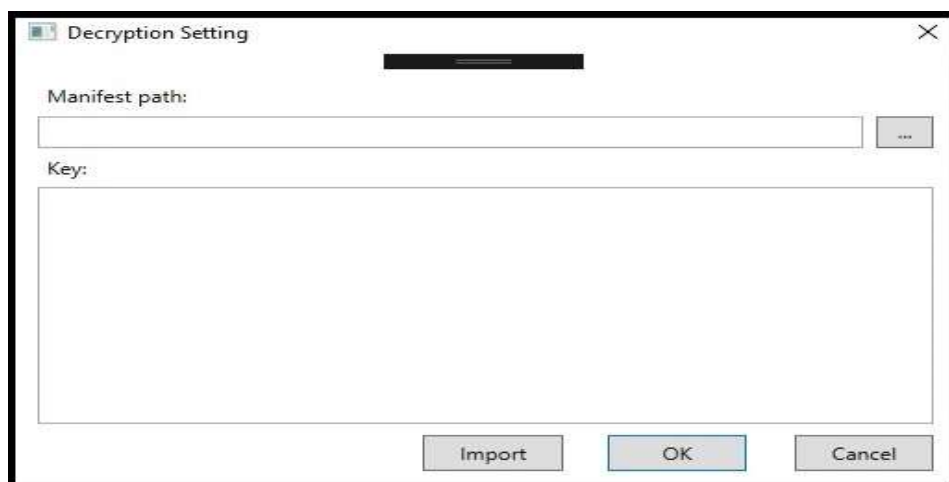 Decryption Setting
Manifest path:
...
Key:
Import OK Cancel